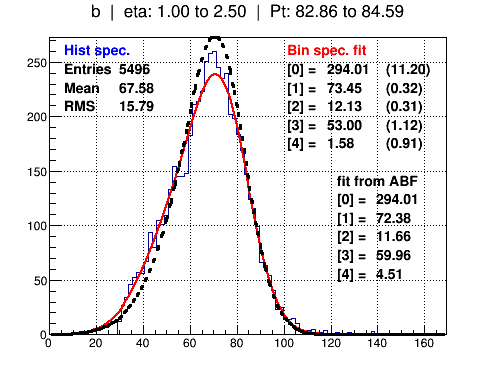 b | eta: 1.00 to 2.50 | Pt: 82.86 to 84.59
Hist spec.
Entries 5496
Mean 67.58
RMS 15.79
Bin spec. fit
[0] = 294.01 (11.20)
[1] = 73.45 (0.32)
[2] = 12.13 (0.31)
[3] = 53.00 (1.12)
[4] = 1.58 (0.91)
fit from ABF
[0] = 294.01
[1] = 72.38
[2] = 11.66
[3] = 59.96
[4] = 4.51
250
200
150
100
50
0
0 20 40 60 80 100 120 140 160